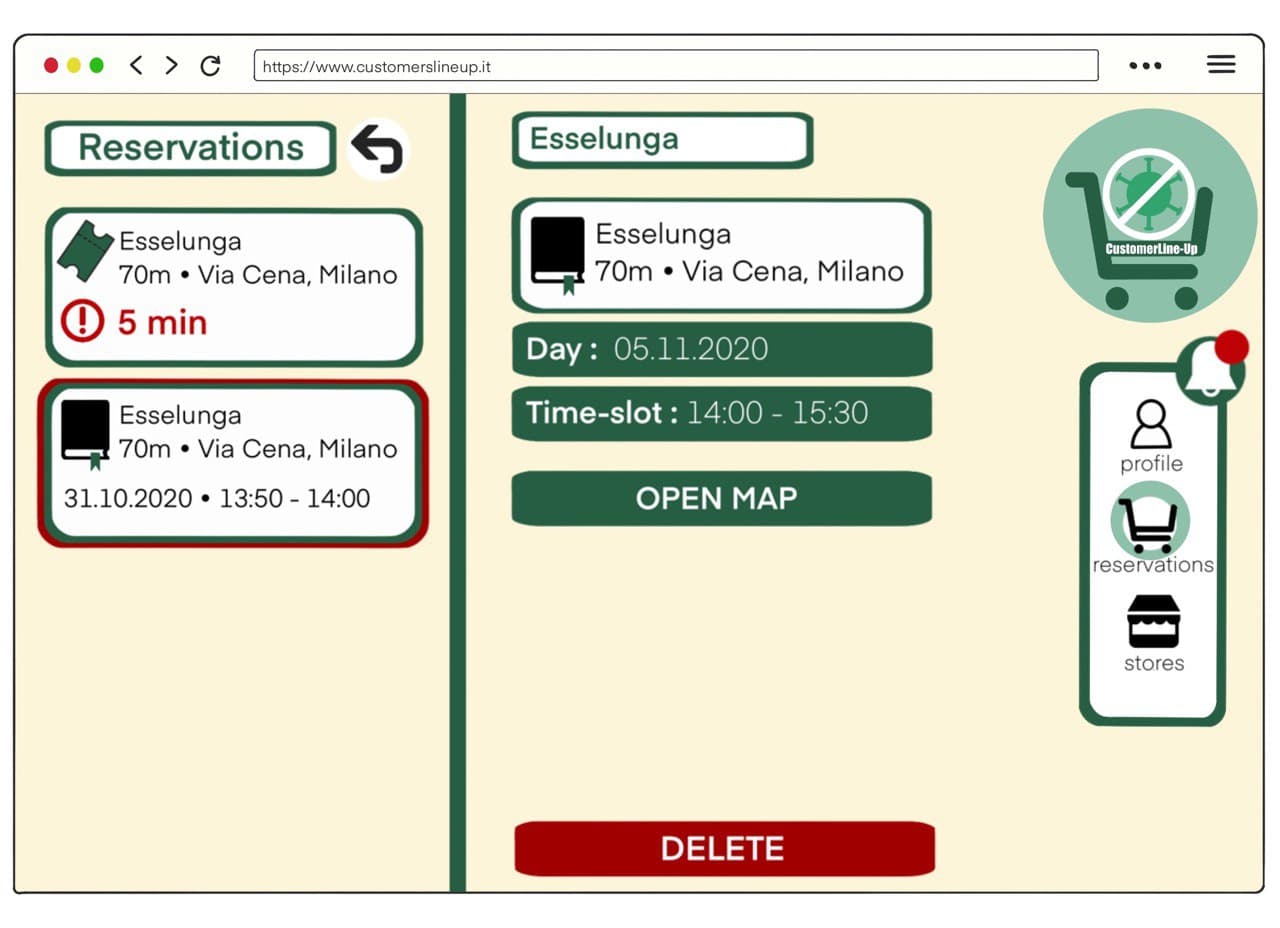 https://www.customerslineup.it
Reservations
Esselunga
70m • Via Cena, Milano
5 min
Esselunga
70m • Via Cena, Milano
31.10.2020 • 13:50 - 14:00
Esselunga
Esselunga
70m • Via Cena, Milano
Day : 05.11.2020
Time-slot : 14:00 - 15:30
OPEN MAP
DELETE
CustomerLine-Up
profile
reservations
stores